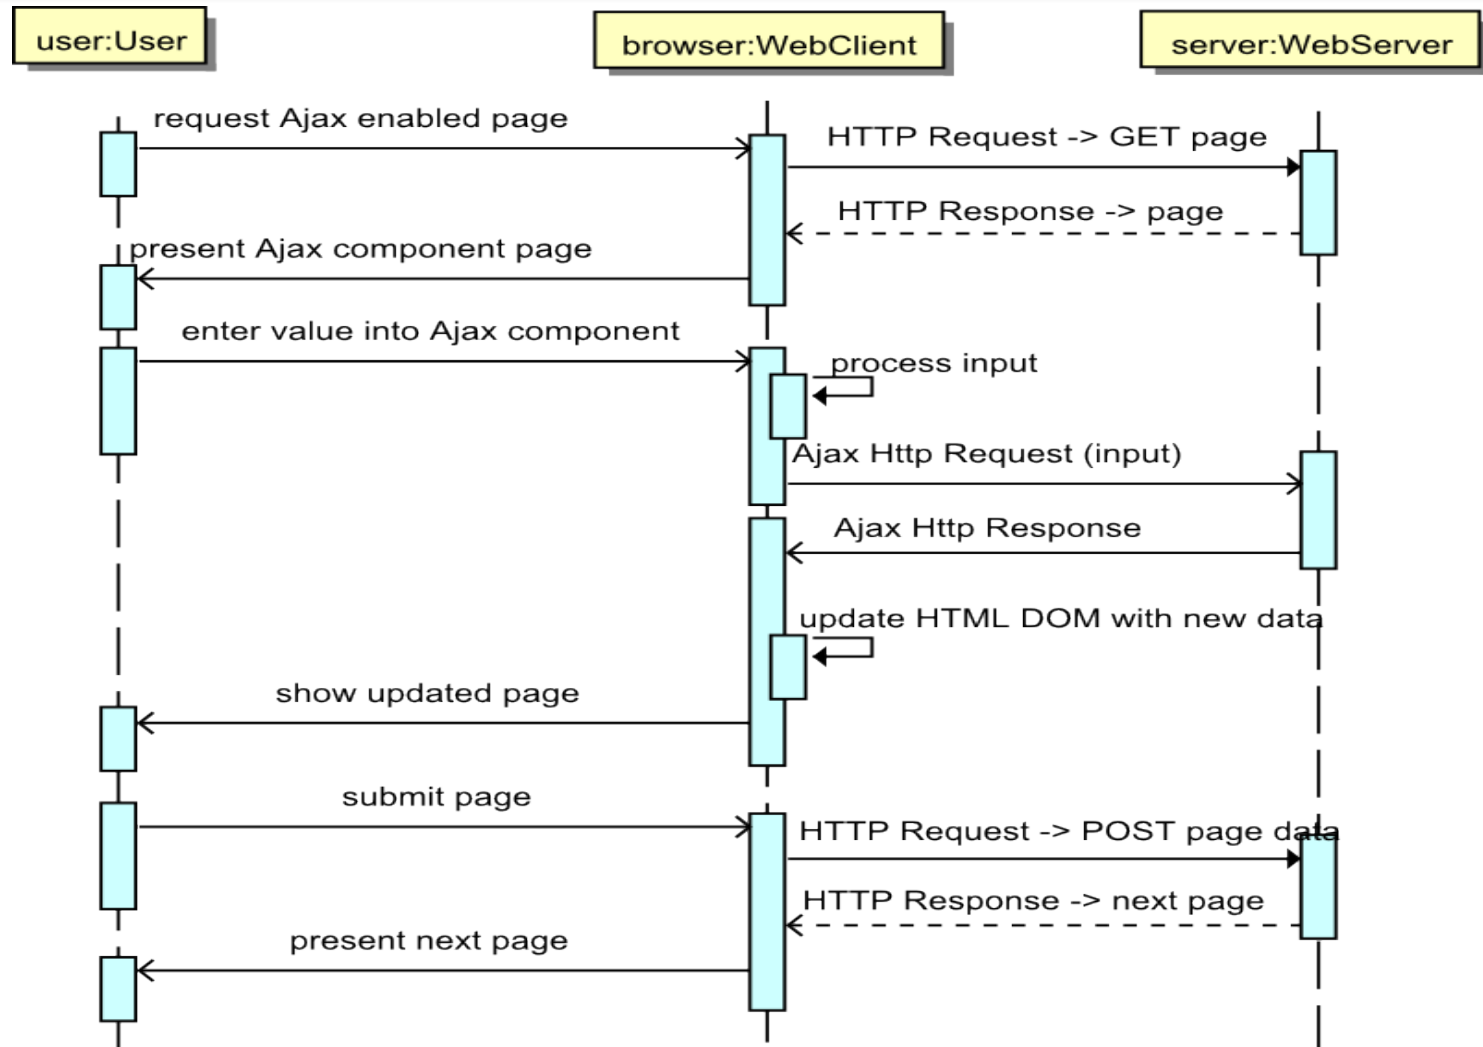 user:User
browser:WebClient
server:WebServer
request Ajax enabled page
HTTP Request -> GET page
HTTP Response -> page
present Ajax component page
enter value into Ajax component
process input
Ajax Http Request (input)
Ajax Http Response
update HTML DOM with new data
show updated page
submit page
HTTP Request -> POST page data
HTTP Response -> next page
present next page